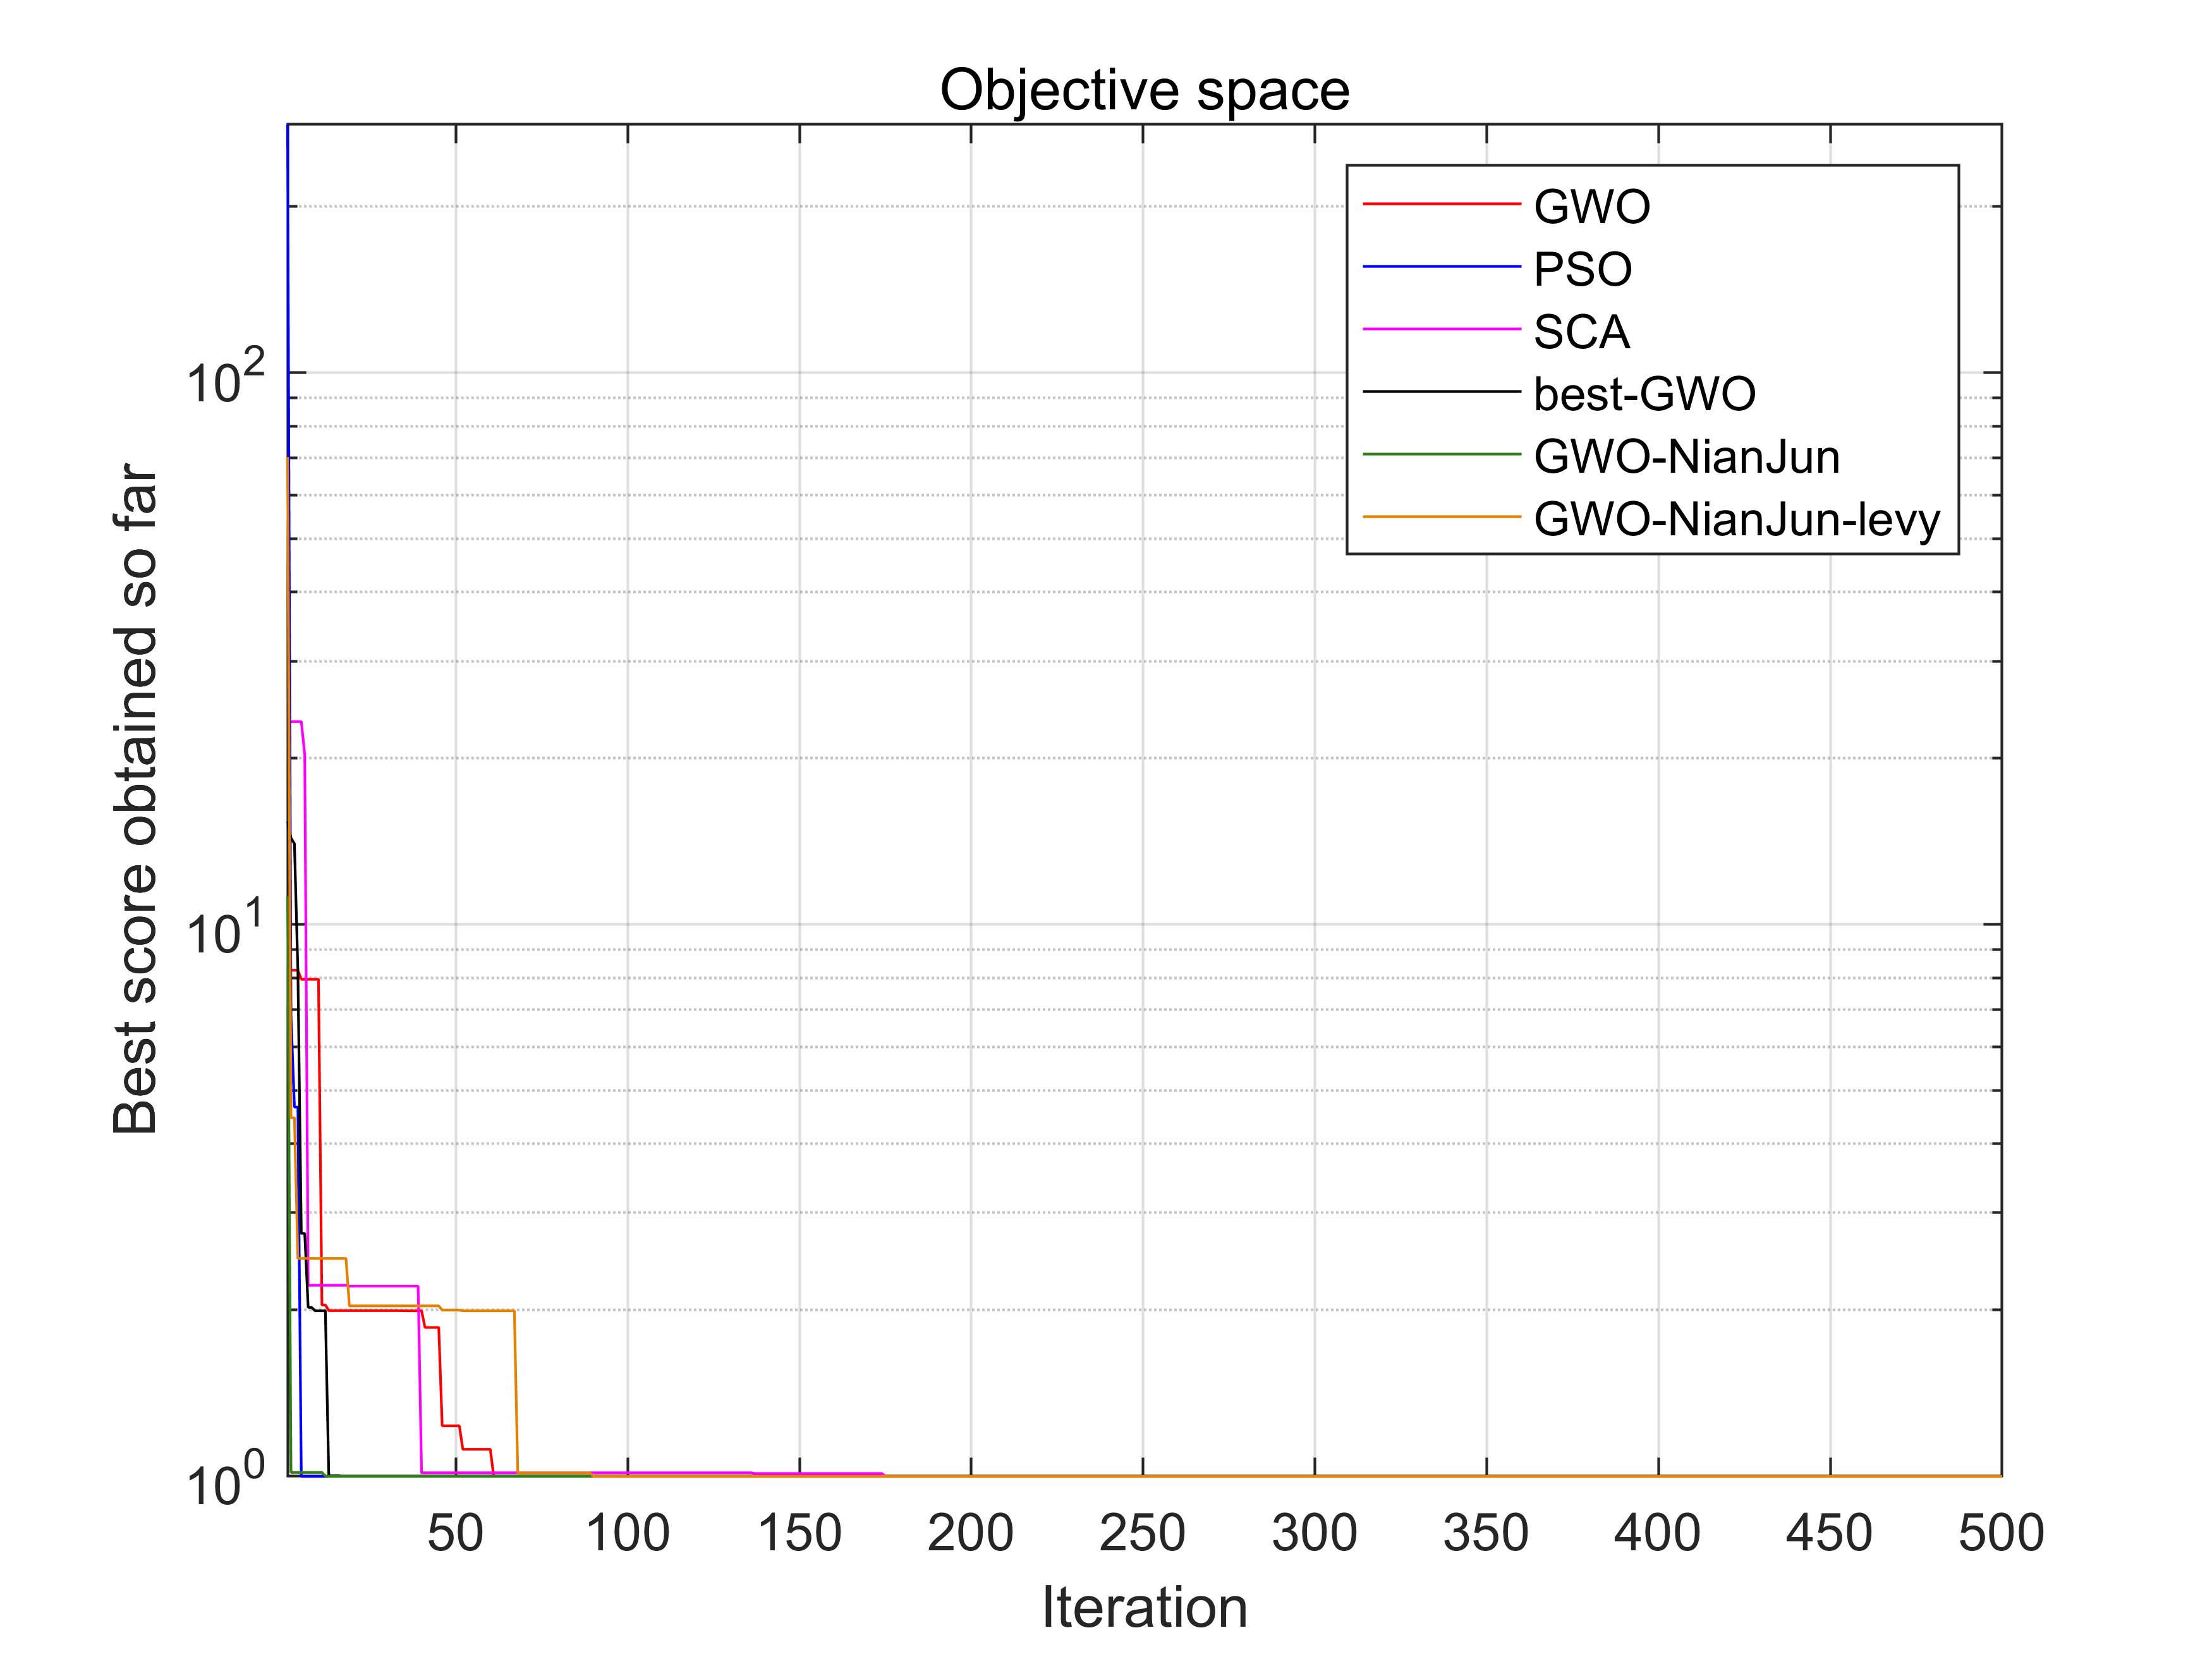 Objective space
GWO
PSO
SCA
best-GWO
GWO-NianJun
GWO-NianJun-levy
Best score obtained so far
10^2
10^1
10^0
50 100 150 200 250 300 350 400 450 500
Iteration